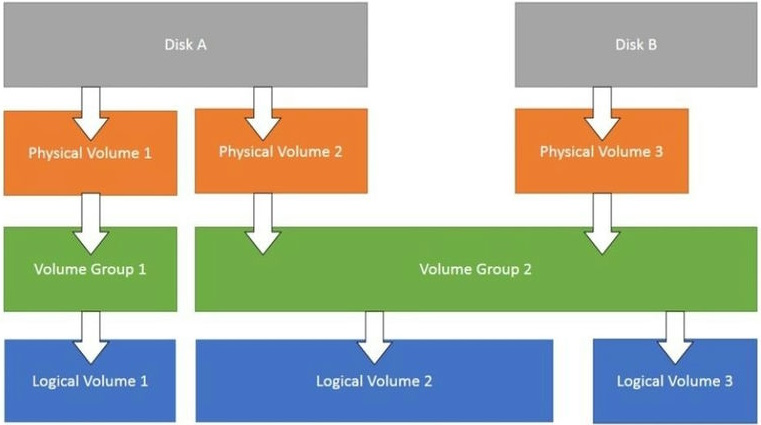 Disk A
Disk B
Physical Volume 1
Physical Volume 2
Physical Volume 3
Volume Group 1
Volume Group 2
Logical Volume 1
Logical Volume 2
Logical Volume 3